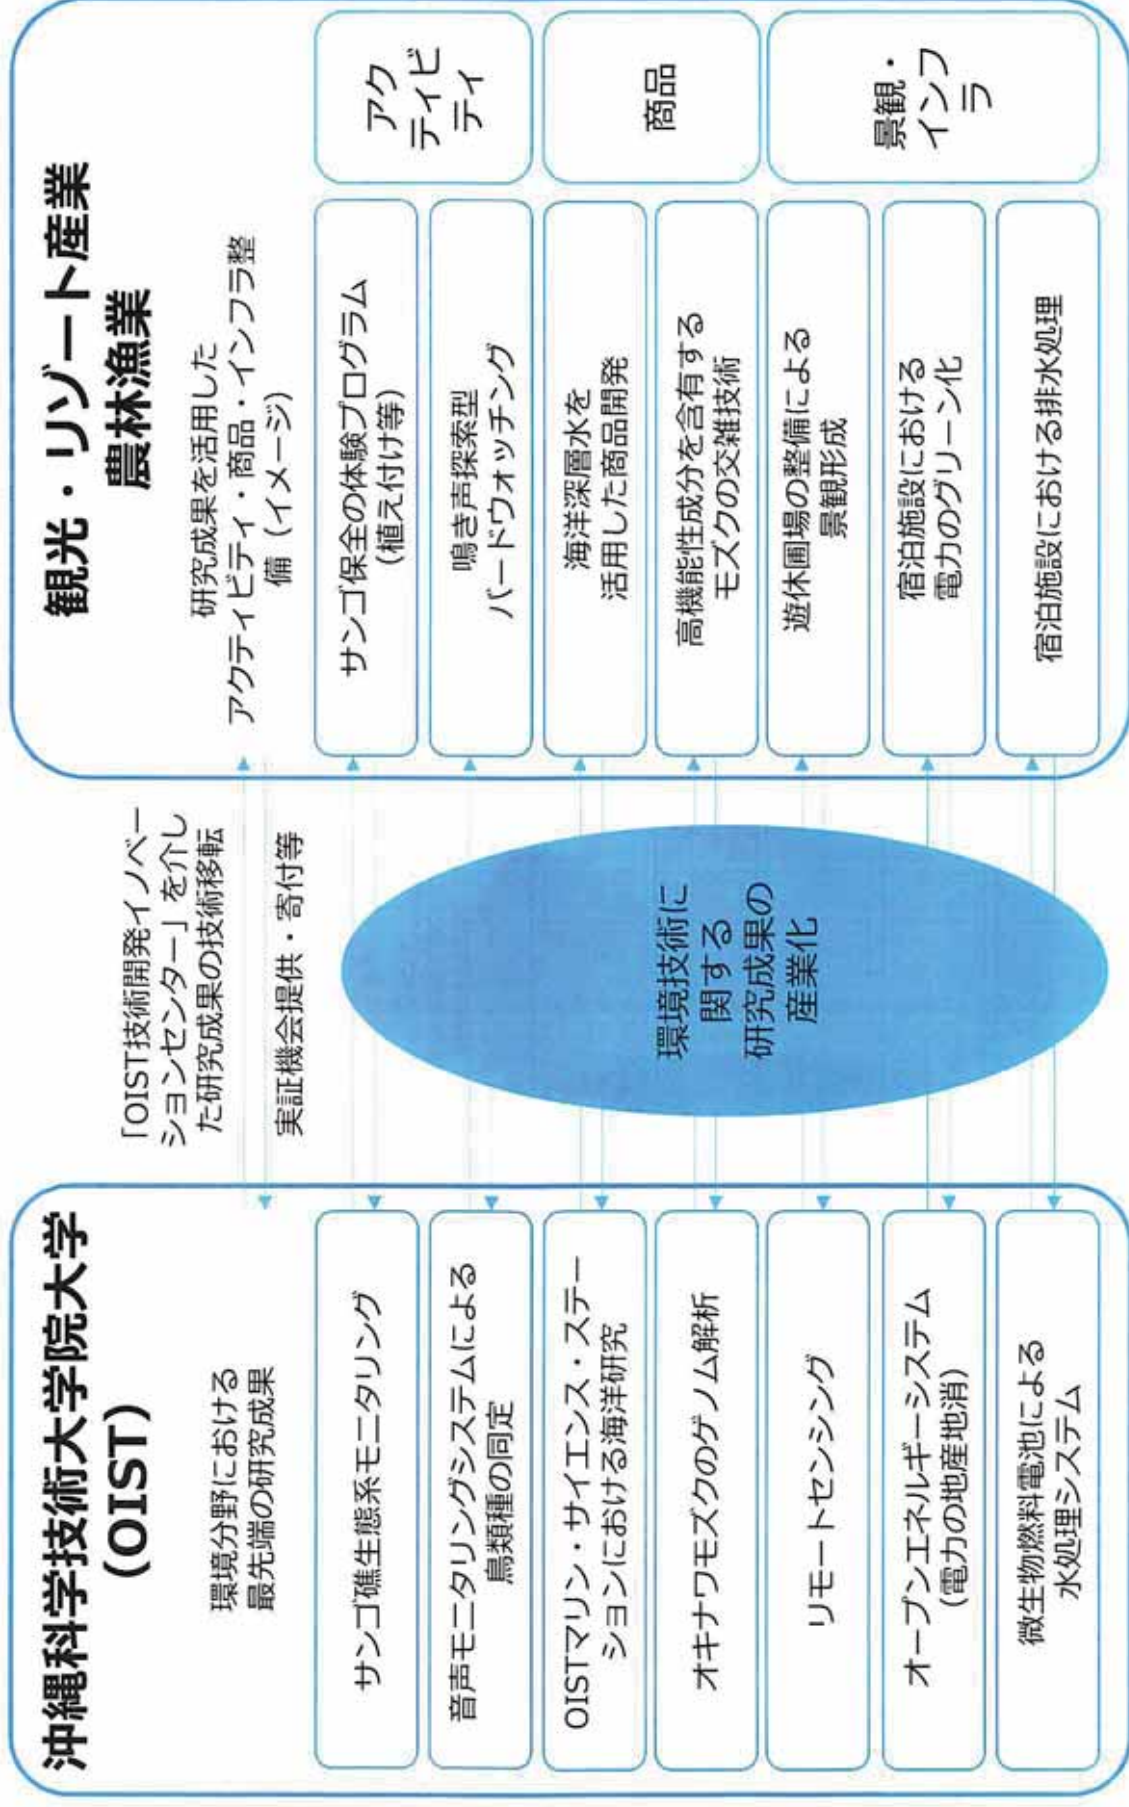 沖縄科学技術大学院大学
(OIST)
環境分野における
最先端の研究成果
サンゴ礁生態系モニタリング
音声モニタリングシステムによる
鳥類種の同定
OISTマリン・サイエンス・ステー
ションにおける海洋研究
オキナワモズクのゲノム解析
リモートセンシング
オープンエネルギーシステム
(電力の地産地消)
微生物燃料電池による
水処理システム
「OIST技術開発イノベー
ションセンター」を介し
た研究成果の技術移転
実証機会提供・寄付等
環境技術に
関する
研究成果の
産業化
観光・リゾート産業
農林漁業
研究成果を活用した
アクティビティ・商品・インフラ整
備（イメージ）
サンゴ保全の体験プログラム
(植え付け等)
鳴き声探索型
バードウォッチング
海洋深層水を
活用した商品開発
高機能性成分を含有する
モズクの交雑技術
遊休圃場の整備による
景観形成
宿泊施設における
電力のグリーン化
宿泊施設における排水処理
アク
ティビ
ティ
商品
景観・
インフ
ラ